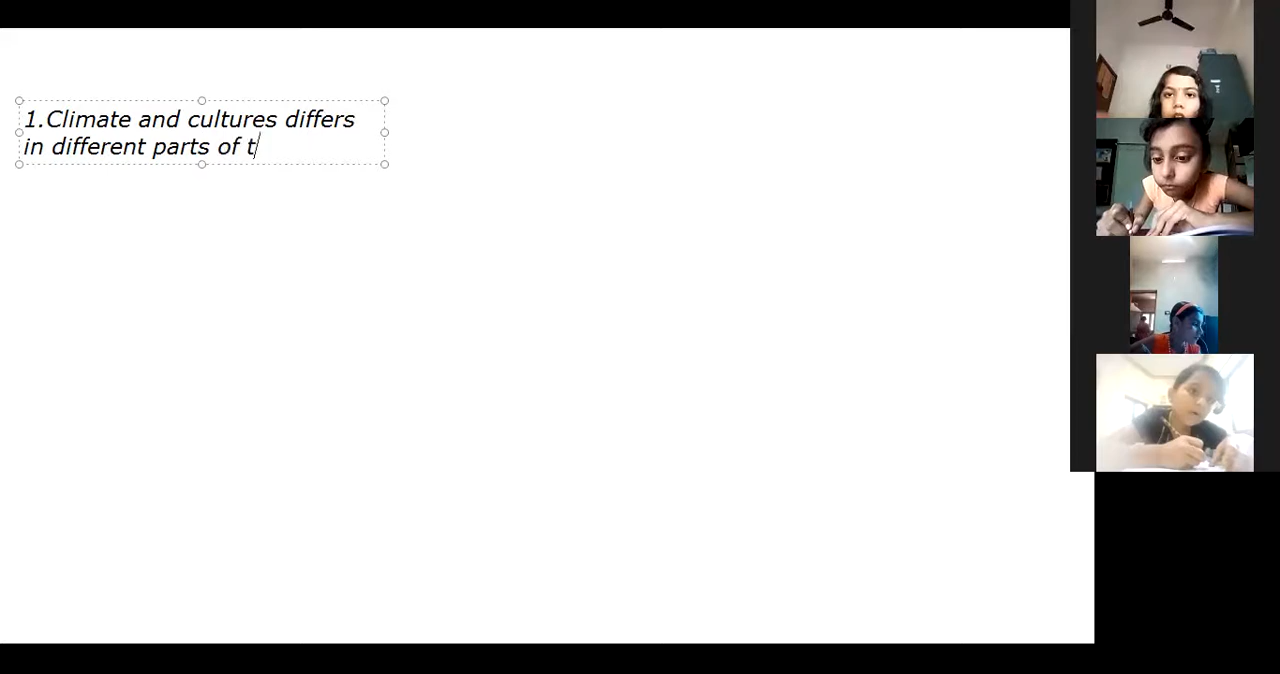 1.Climate and cultures differs
in different parts of t